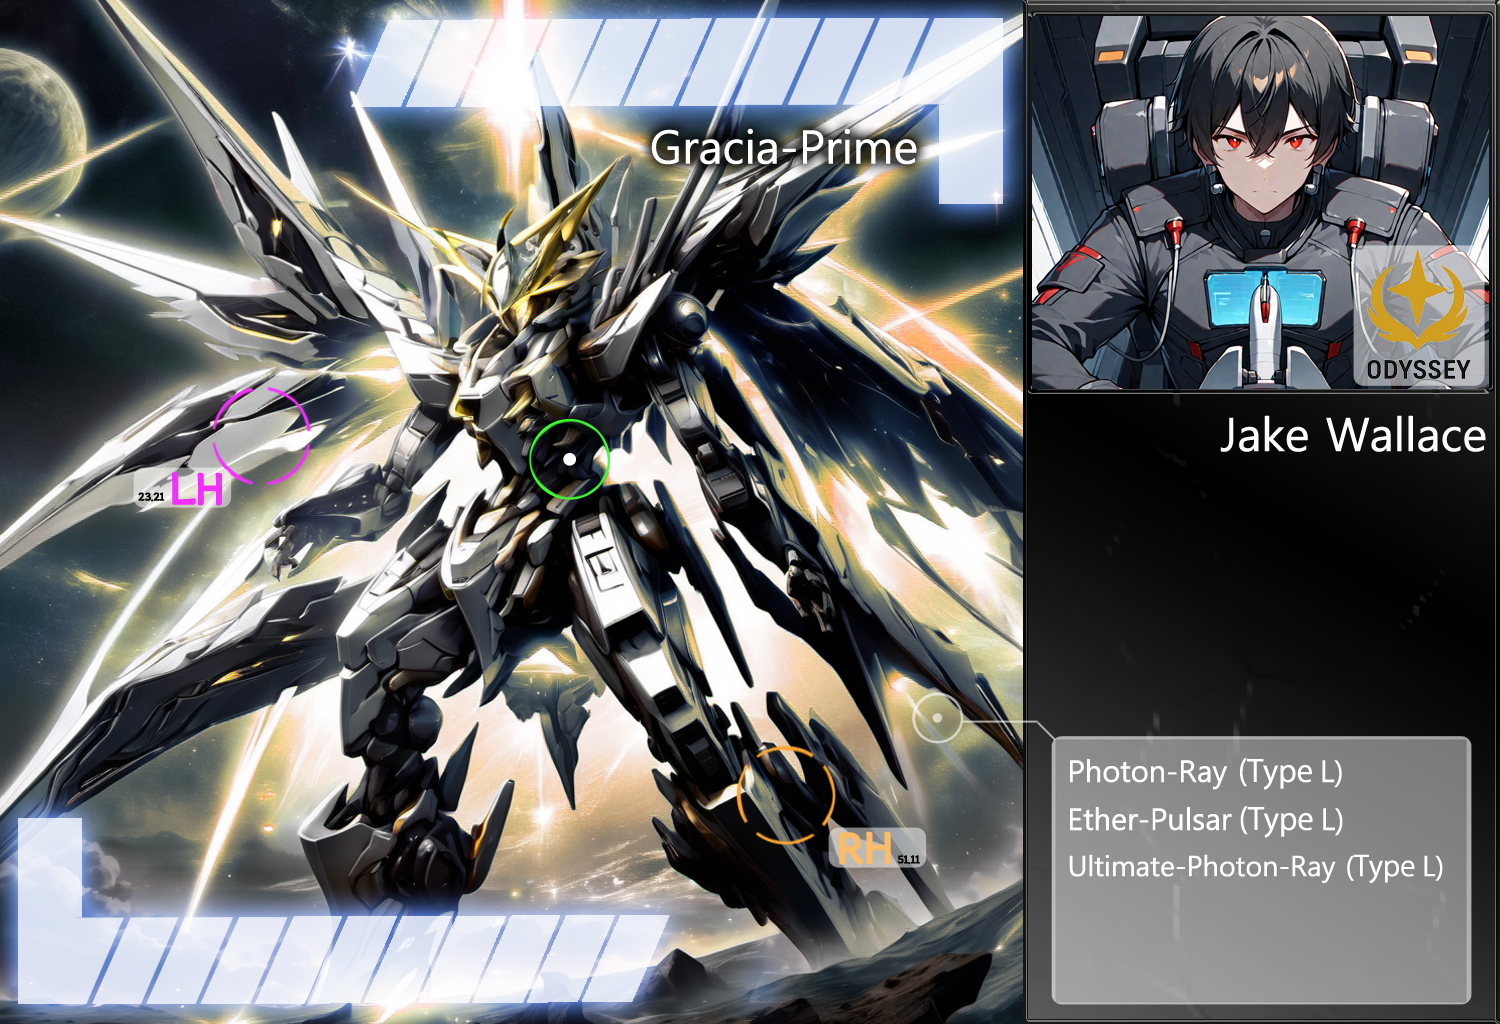 Gracia-Prime
ODYSSEY
Jake Wallace
23,21 LH
RH 51,11
Photon-Ray (Type L)
Ether-Pulsar (Type L)
Ultimate-Photon-Ray (Type L)